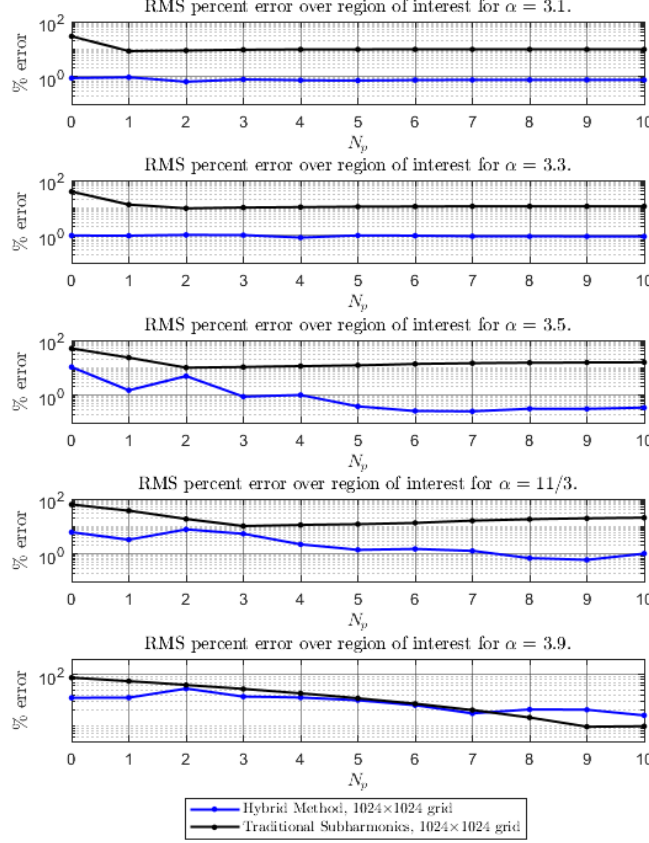 RMS percent error over region of interest for α = 3.1.
10²
10⁰
% error
0 1 2 3 4 5 6 7 8 9 10
Nₚ
RMS percent error over region of interest for α = 3.3.
10²
10⁰
% error
0 1 2 3 4 5 6 7 8 9 10
Nₚ
RMS percent error over region of interest for α = 3.5.
10²
10⁰
% error
0 1 2 3 4 5 6 7 8 9 10
Nₚ
RMS percent error over region of interest for α = 11/3.
10²
10⁰
% error
0 1 2 3 4 5 6 7 8 9 10
Nₚ
RMS percent error over region of interest for α = 3.9.
10²
% error
0 1 2 3 4 5 6 7 8 9 10
Nₚ
Hybrid Method, 1024×1024 grid
Traditional Subharmonics, 1024×1024 grid